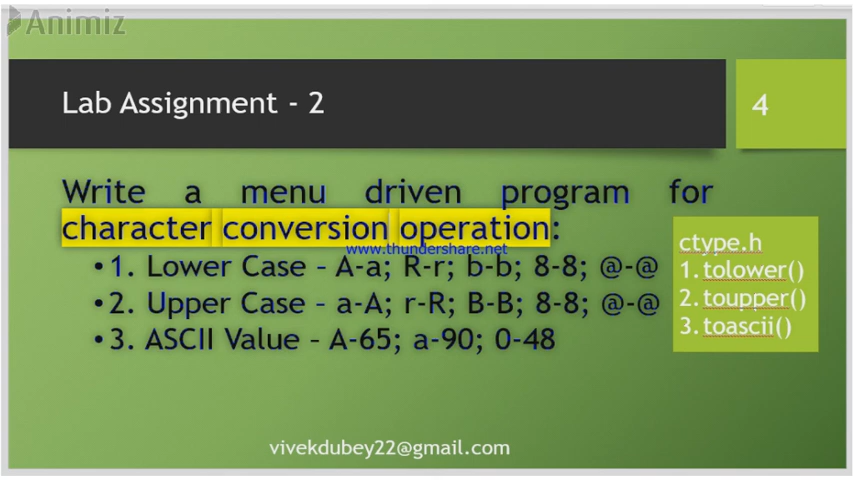 Animiz
Lab Assignment - 2
4
Write a menu driven program for
character conversion operation:
www.thundershare.net
•1. Lower Case – A-a; R-r; b-b; 8-8; @-@
•2. Upper Case – a-A; r-R; B-B; 8-8; @-@
•3. ASCII Value – A-65; a-90; 0-48
ctype.h
1. tolower()
2. toupper()
3. toascii()
vivekdubey22@gmail.com